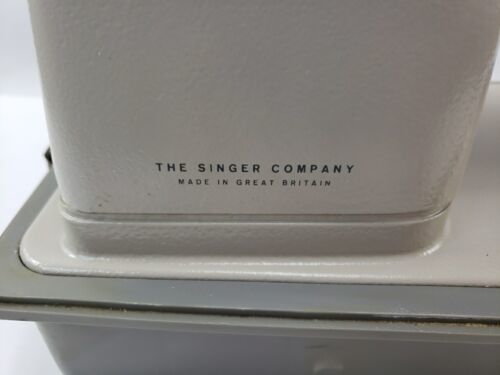 THE SINGER COMPANY
MADE IN GREAT BRITAIN